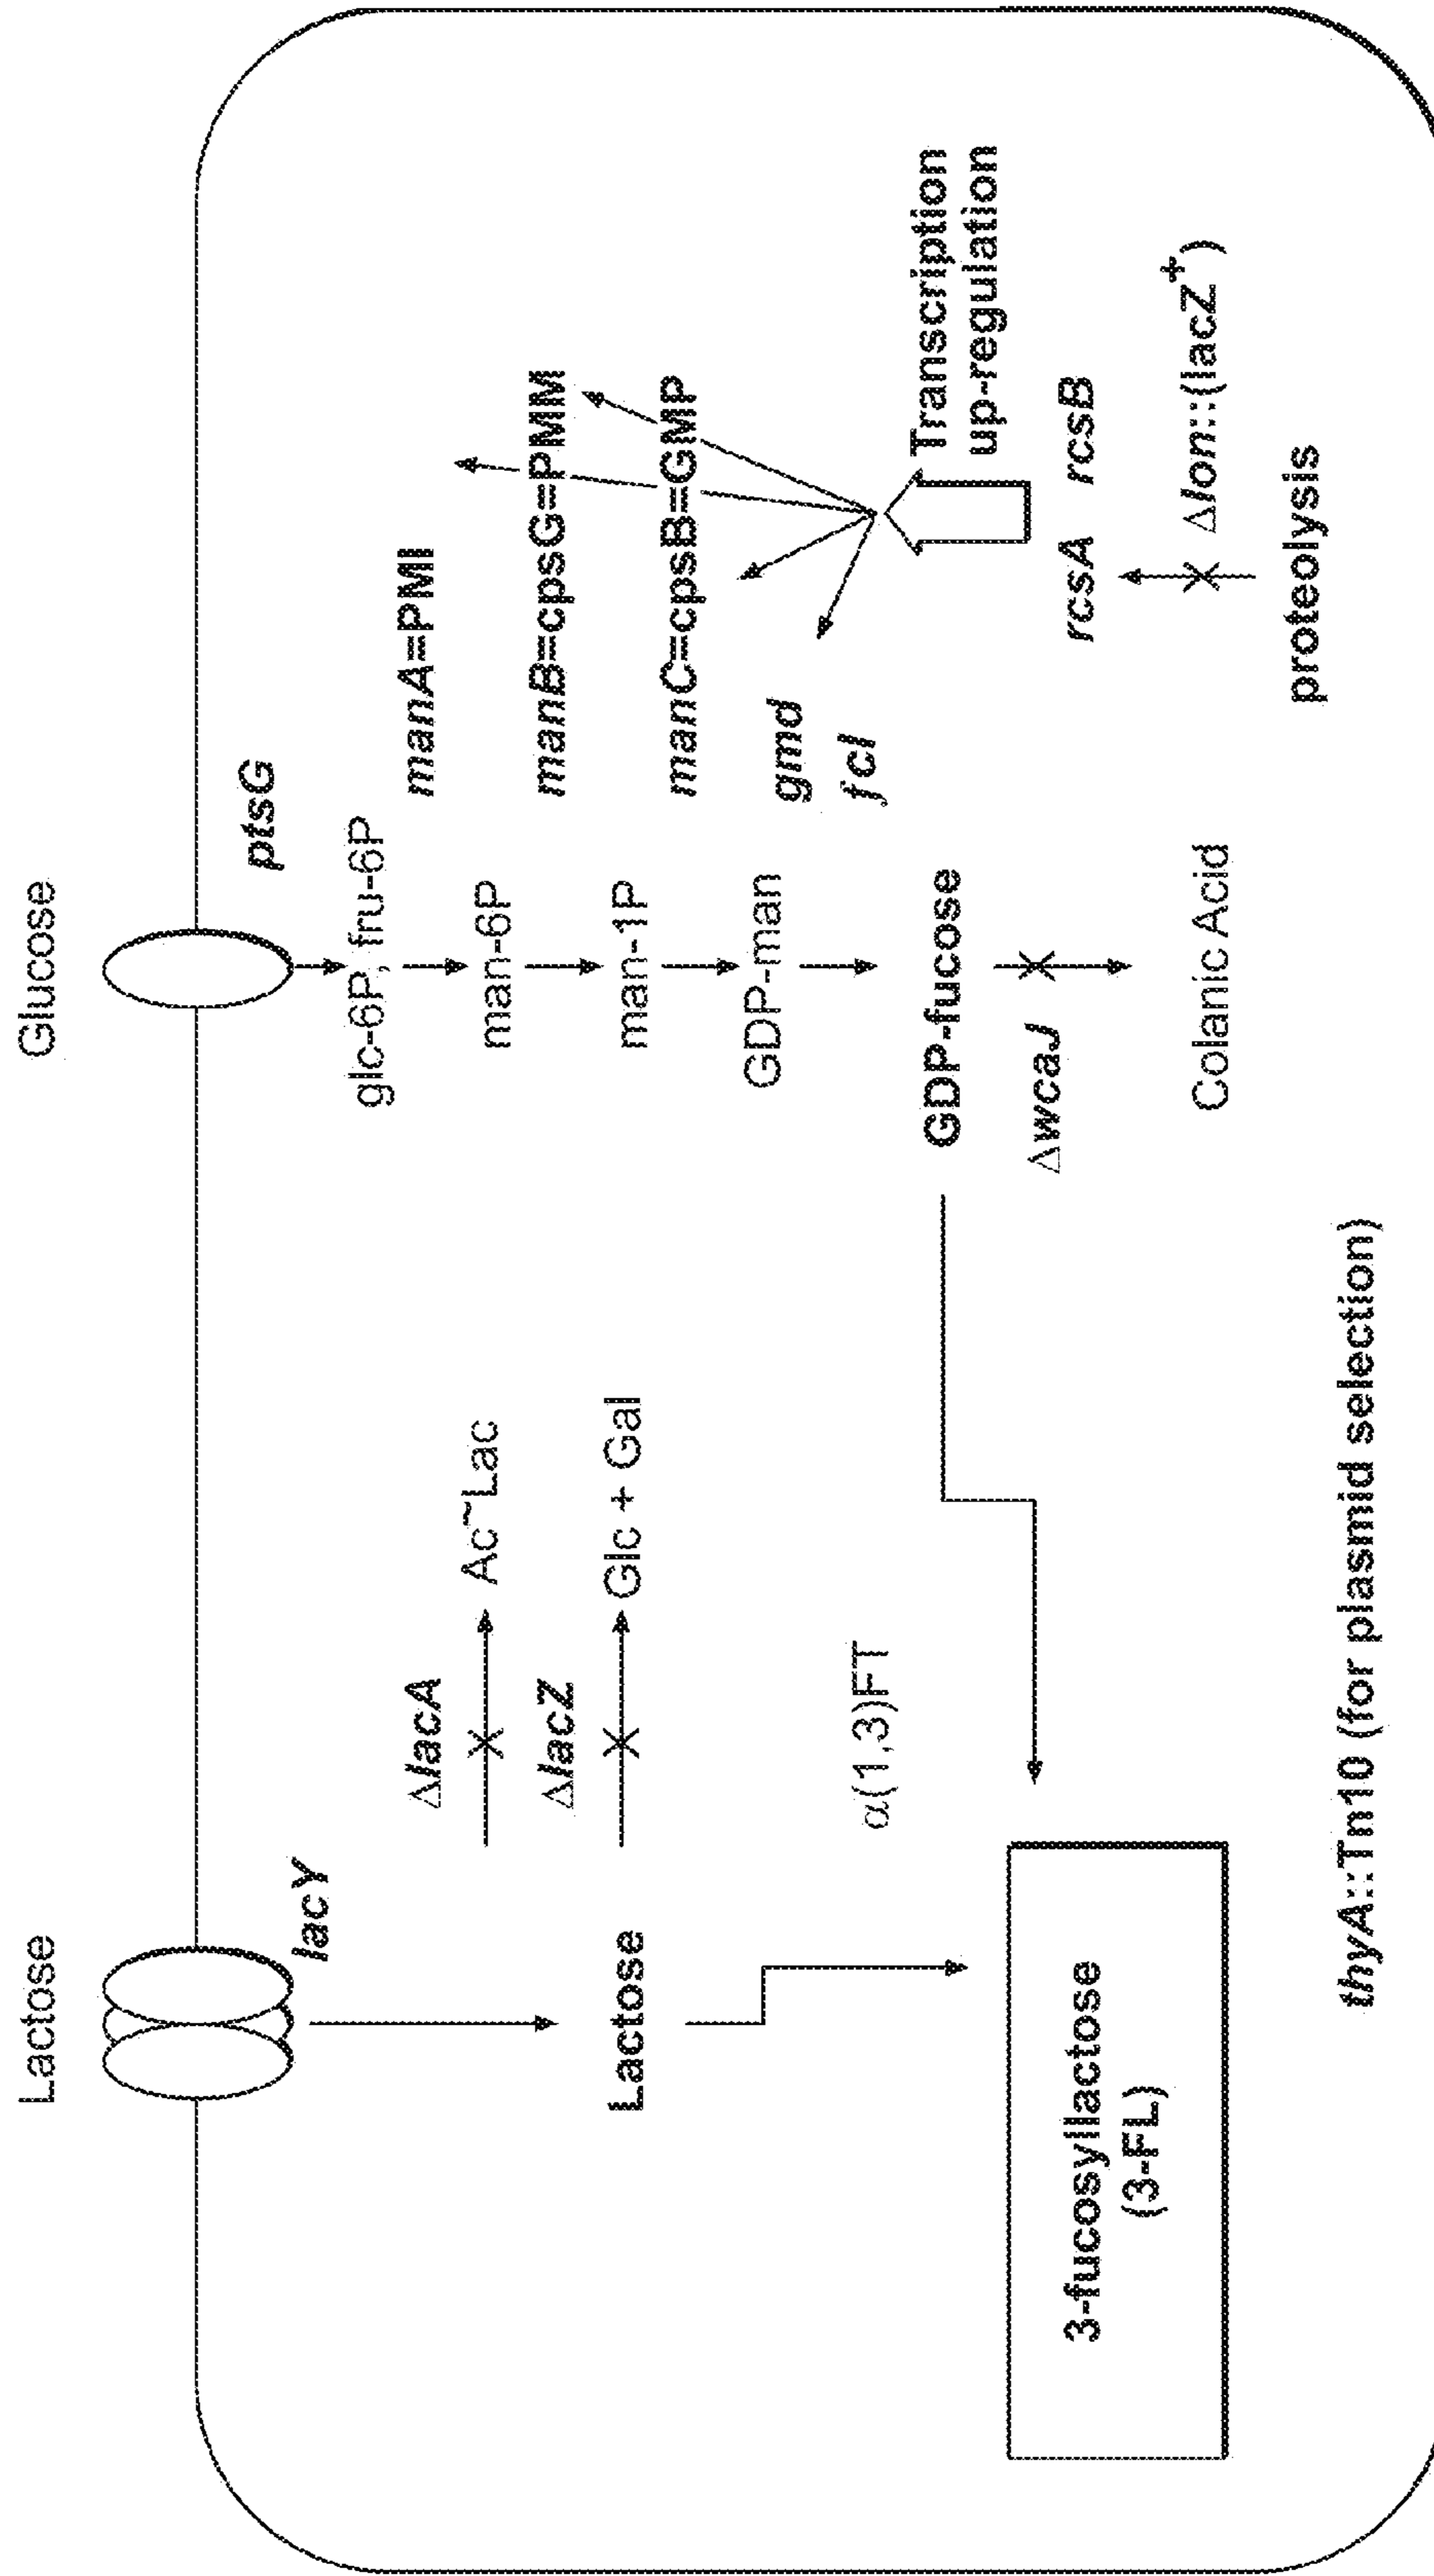 Lactose
Glucose
lacY
ptsG
ΔlacA
Ac~Lac
ΔlacZ
Glc + Gal
Lactose
glc-6P, fru-6P
man-6P
man-1P
GDP-man
GDP-fucose
ΔwcaJ
Colanic Acid
manA=PMI
manB=cpsG=PMM
manC=cpsB=GMP
gmd
fcl
Transcription
up-regulation
rcsA rcsB
Δlon::(lacZ⁺)
proteolysis
α(1,3)FT
3-fucosyllactose
(3-FL)
thyA::Tn10 (for plasmid selection)